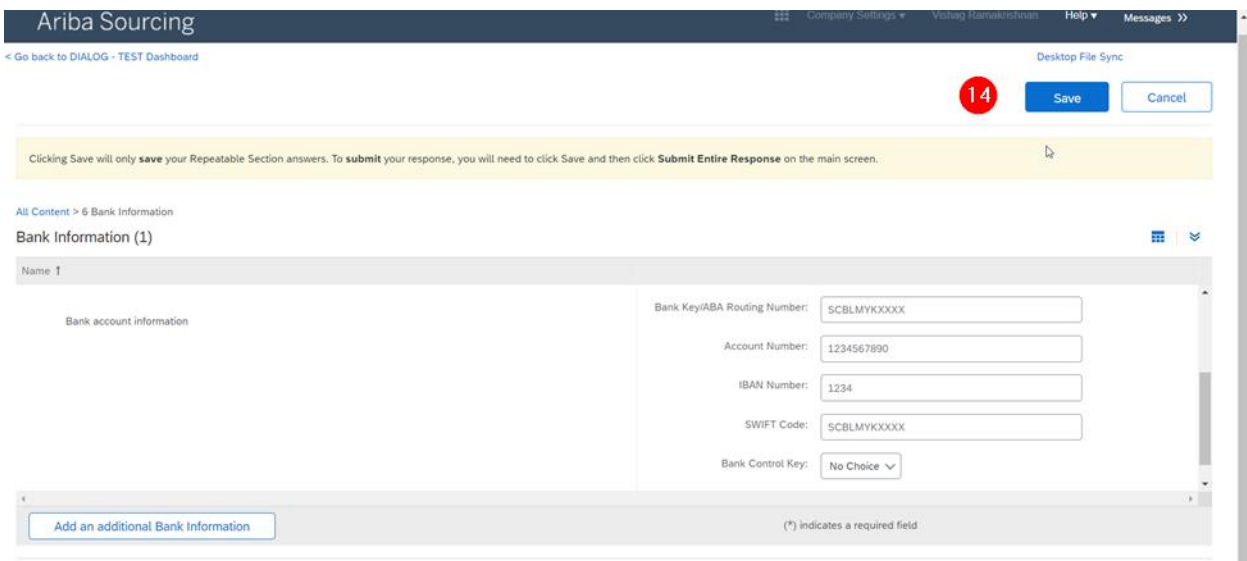 Ariba Sourcing
Company Settings ▾ Vishag Ramakrishnan Help ▾ Messages >>
< Go back to DIALOG - TEST Dashboard
Desktop File Sync
14 Save Cancel
Clicking Save will only save your Repeatable Section answers. To submit your response, you will need to click Save and then click Submit Entire Response on the main screen.
All Content > 6 Bank Information
Bank Information (1)
Name ↑
Bank account information
Bank Key/ABA Routing Number: SCBLMYKXXXX
Account Number: 1234567890
IBAN Number: 1234
SWIFT Code: SCBLMYKXXXX
Bank Control Key: No Choice
Add an additional Bank Information
(*) indicates a required field